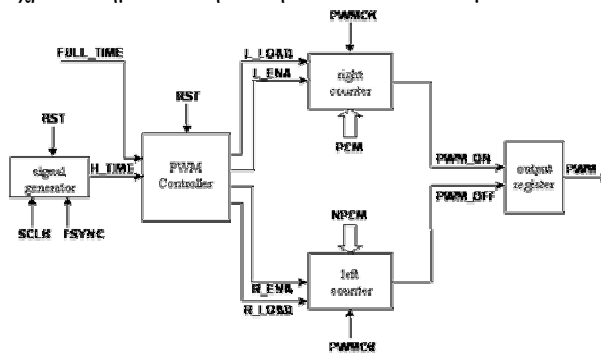 PWMCK
FULL_TIME
L_LOAD
L_ENA
right
counter
RST
RST
PCM
PWM_ON
signal
generator
H_TIME
PWM
Controller
output
register
PWM
PWM_OFF
SCLK
FSYNC
NPCM
R_ENA
R_LOAD
left
counter
PWMCK